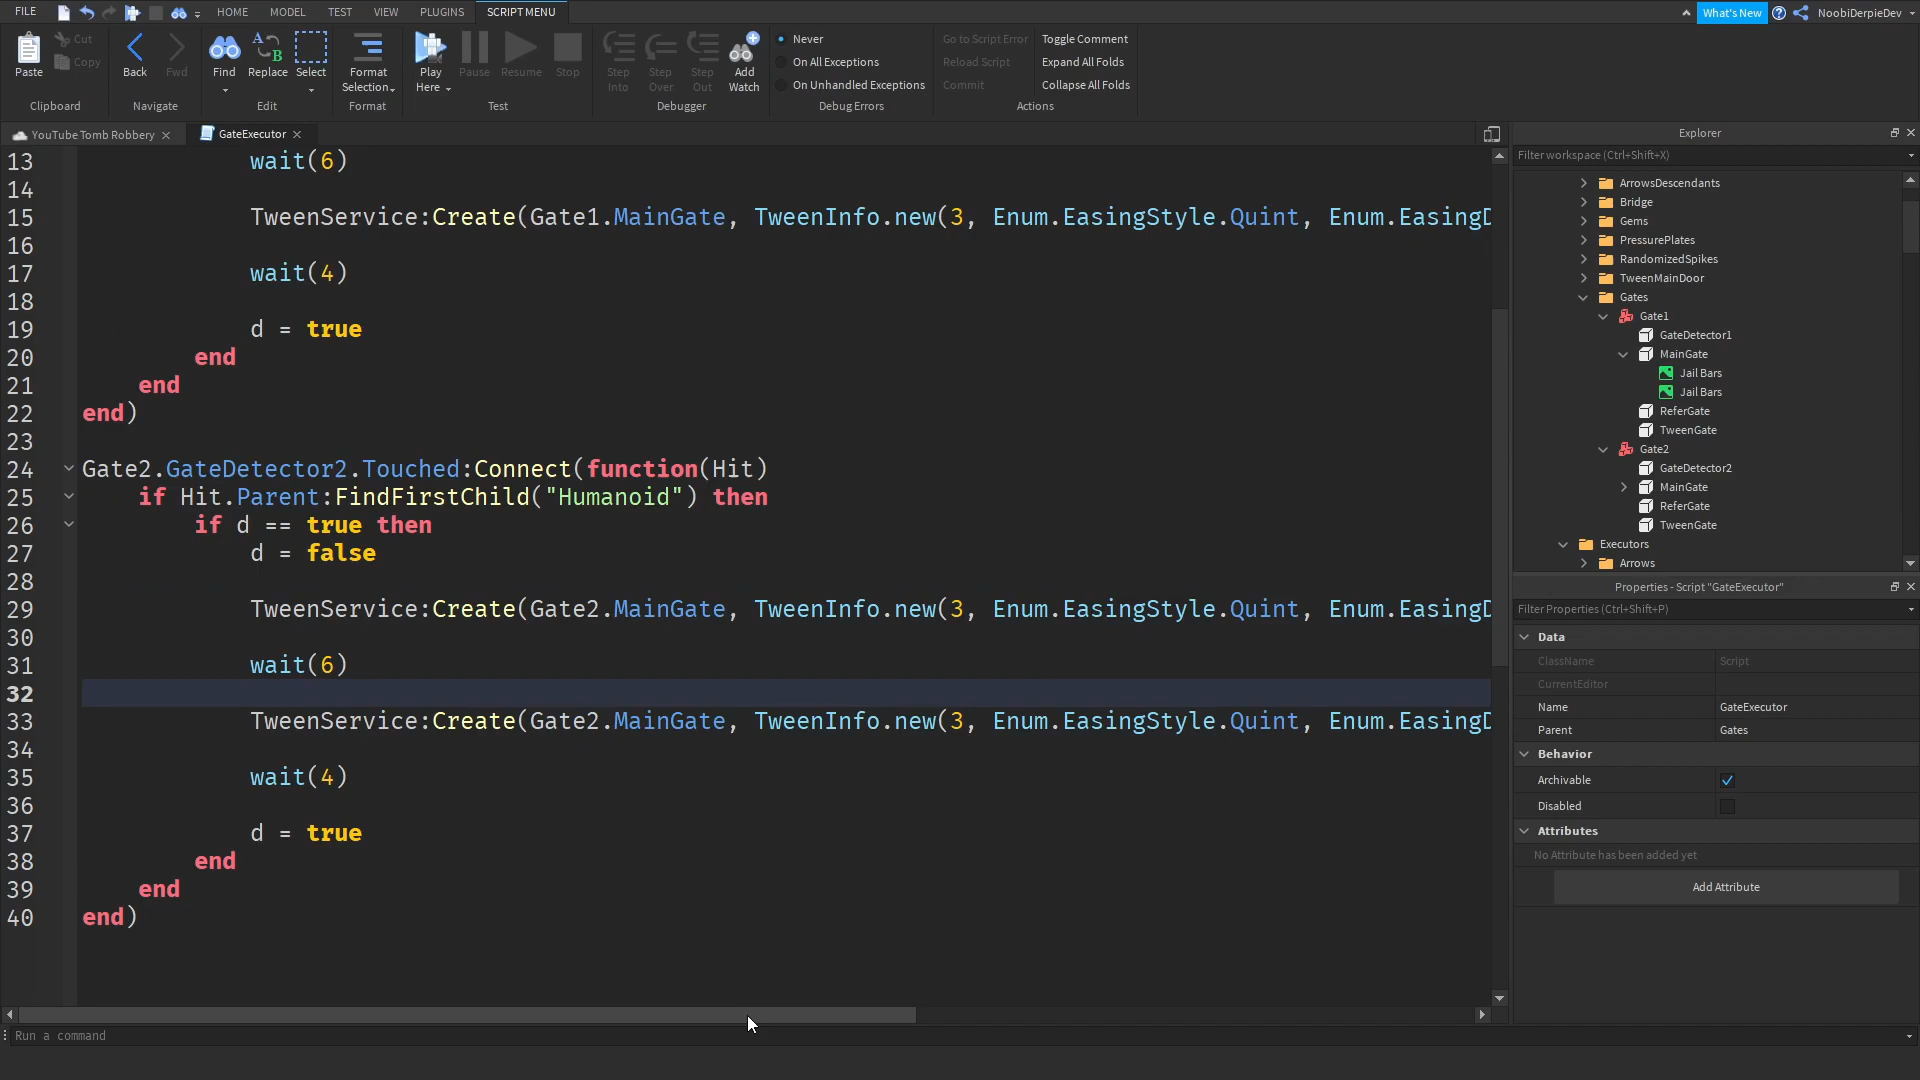 FILE HOME MODEL TEST VIEW PLUGINS SCRIPT MENU What's New NoobiDerpieDev
Paste Cut Copy Clipboard
Back Fwd Navigate
Find Replace Select Edit
Format Selection Format
Play Here Pause Resume Stop Test
Step Into Step Over Step Out Add Watch Debugger
Never
On All Exceptions
On Unhandled Exceptions
Debug Errors
Go to Script Error Toggle Comment
Reload Script Expand All Folds
Commit Collapse All Folds
Actions
YouTube Tomb Robbery GateExecutor
13 wait(6)
14
15 TweenService:Create(Gate1.MainGate, TweenInfo.new(3, Enum.EasingStyle.Quint, Enum.EasingD
16
17 wait(4)
18
19 d = true
20 end
21 end
22 end)
23
24 Gate2.GateDetector2.Touched:Connect(function(Hit)
25 if Hit.Parent:FindFirstChild("Humanoid") then
26 if d == true then
27 d = false
28
29 TweenService:Create(Gate2.MainGate, TweenInfo.new(3, Enum.EasingStyle.Quint, Enum.EasingD
30
31 wait(6)
32
33 TweenService:Create(Gate2.MainGate, TweenInfo.new(3, Enum.EasingStyle.Quint, Enum.EasingD
34
35 wait(4)
36
37 d = true
38 end
39 end
40 end)
Run a command
Explorer
Filter workspace (Ctrl+Shift+X)
ArrowsDescendants
Bridge
Gems
PressurePlates
RandomizedSpikes
TweenMainDoor
Gates
Gate1
GateDetector1
MainGate
Jail Bars
Jail Bars
ReferGate
TweenGate
Gate2
GateDetector2
MainGate
ReferGate
TweenGate
Executors
Arrows
Properties - Script "GateExecutor"
Filter Properties (Ctrl+Shift+P)
Data
ClassName Script
CurrentEditor
Name GateExecutor
Parent Gates
Behavior
Archivable
Disabled
Attributes
No Attribute has been added yet
Add Attribute